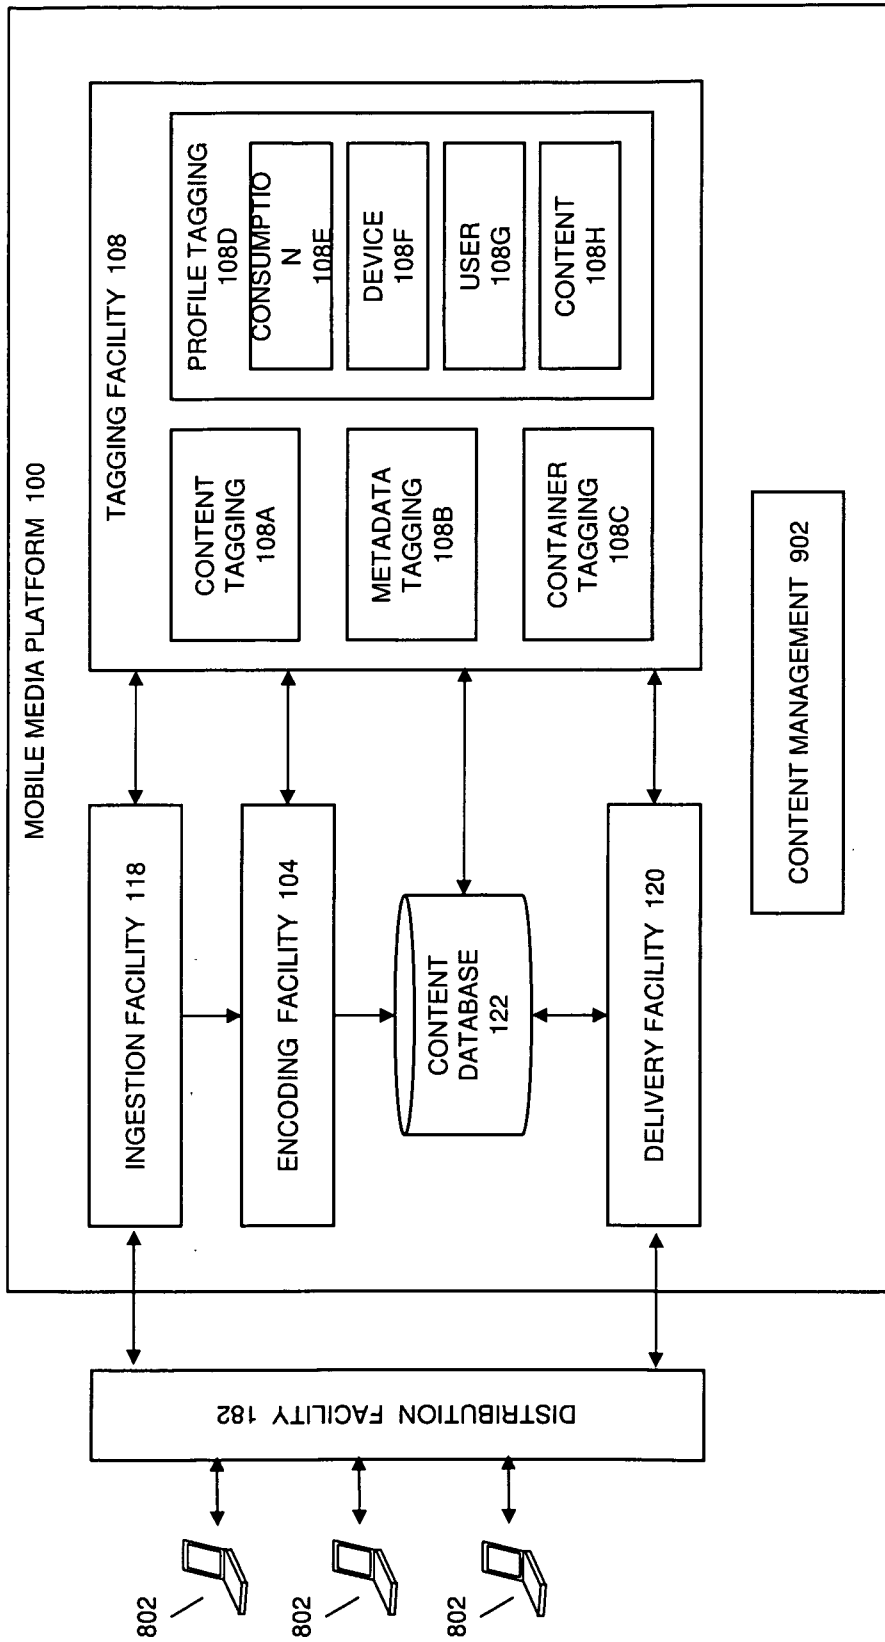 MOBILE MEDIA PLATFORM 100
802
802
802
DISTRIBUTION FACILITY 182
INGESTION FACILITY 118
ENCODING FACILITY 104
CONTENT
DATABASE
122
DELIVERY FACILITY 120
TAGGING FACILITY 108
CONTENT
TAGGING
108A
METADATA
TAGGING
108B
CONTAINER
TAGGING
108C
PROFILE TAGGING
108D
CONSUMPTIO
N
108E
DEVICE
108F
USER
108G
CONTENT
108H
CONTENT MANAGEMENT 902